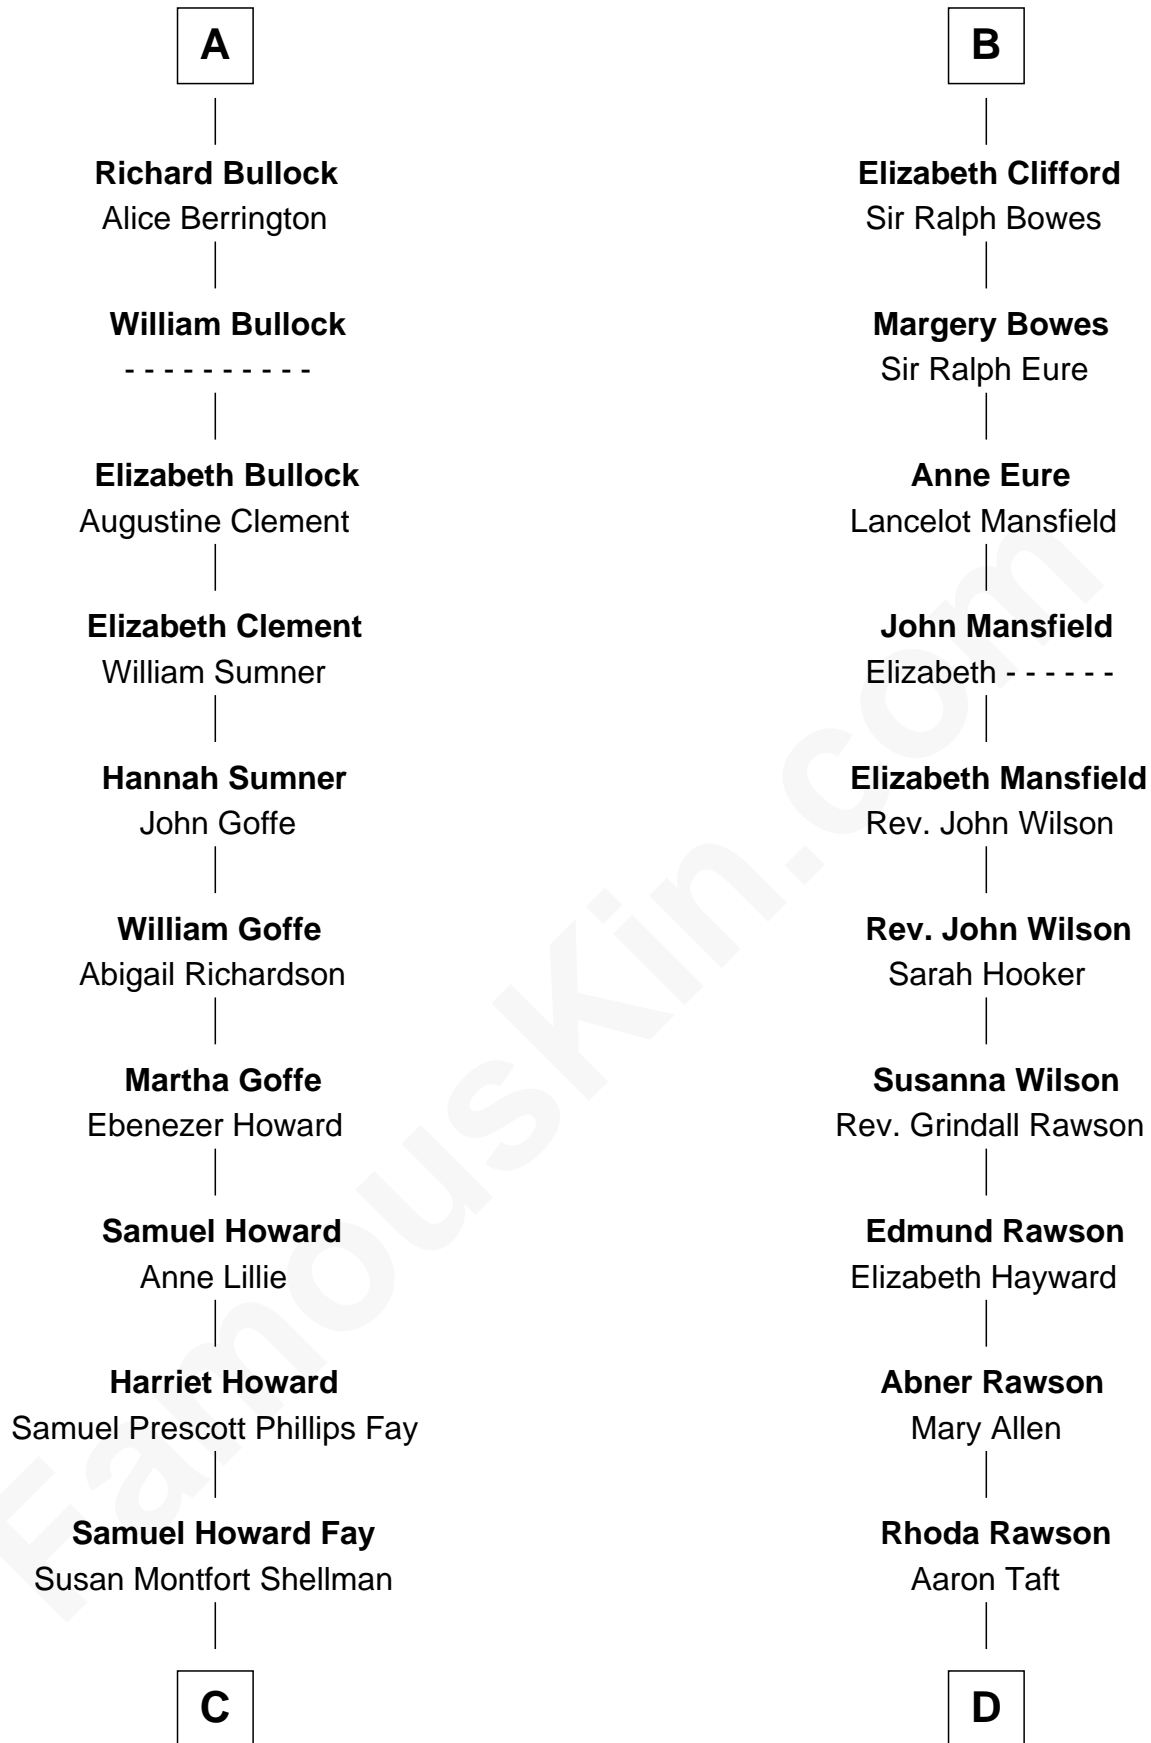 A
Richard Bullock
Alice Berrington
William Bullock
- - - - - - - - - -
Elizabeth Bullock
Augustine Clement
Elizabeth Clement
William Sumner
Hannah Sumner
John Goffe
William Goffe
Abigail Richardson
Martha Goffe
Ebenezer Howard
Samuel Howard
Anne Lillie
Harriet Howard
Samuel Prescott Phillips Fay
Samuel Howard Fay
Susan Montfort Shellman
C
B
Elizabeth Clifford
Sir Ralph Bowes
Margery Bowes
Sir Ralph Eure
Anne Eure
Lancelot Mansfield
John Mansfield
Elizabeth - - - - - -
Elizabeth Mansfield
Rev. John Wilson
Rev. John Wilson
Sarah Hooker
Susanna Wilson
Rev. Grindall Rawson
Edmund Rawson
Elizabeth Hayward
Abner Rawson
Mary Allen
Rhoda Rawson
Aaron Taft
D
FamousKin.com